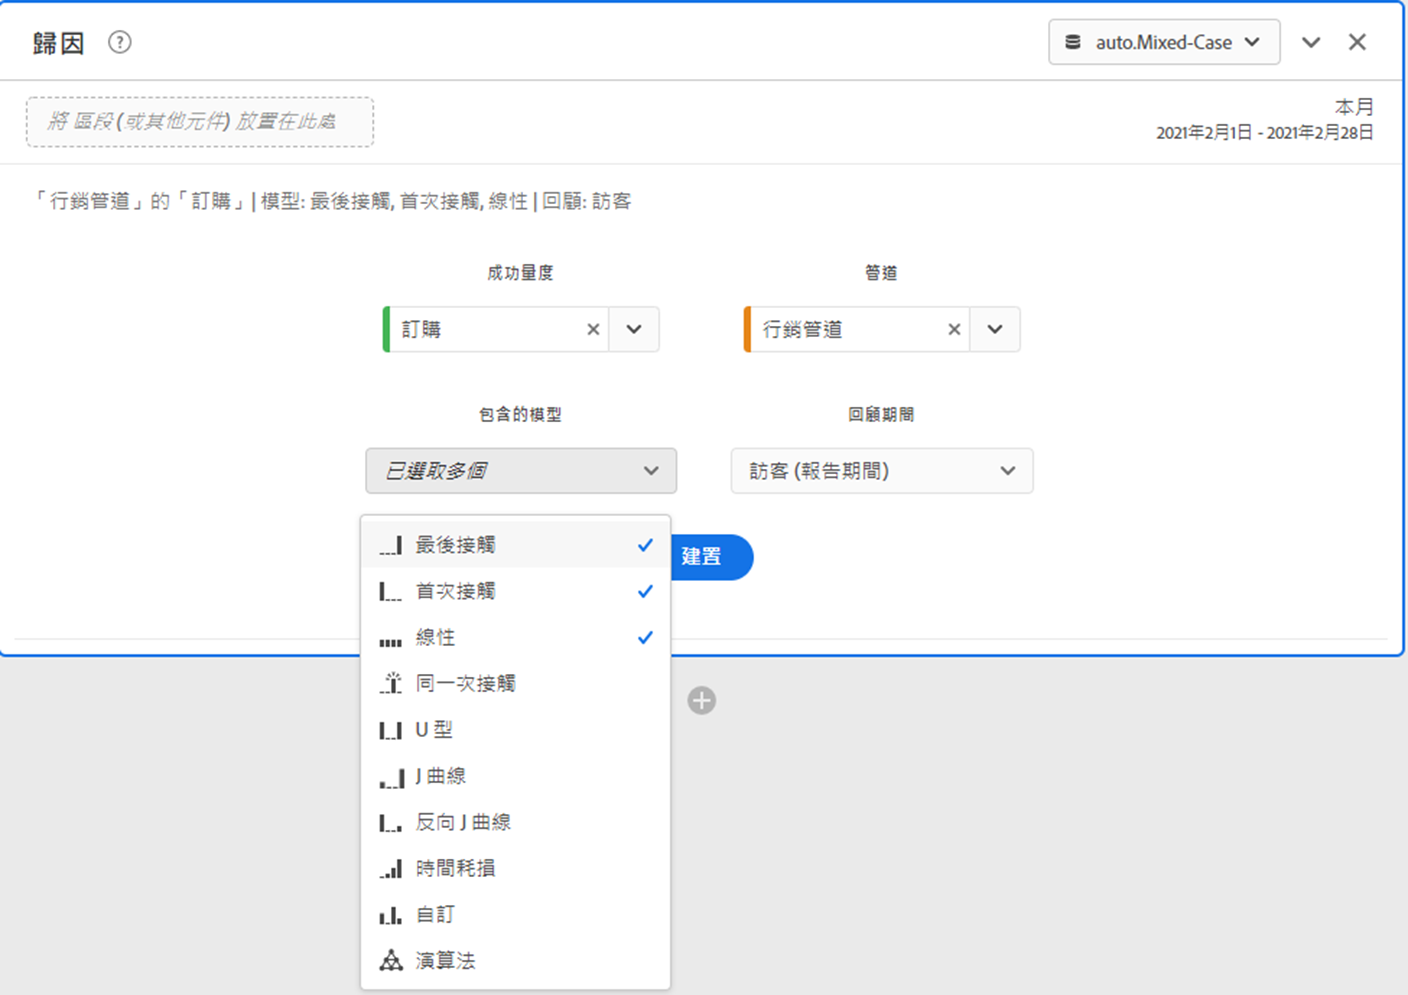 歸因
auto.Mixed-Case
將 區段 (或其他元件) 放置在此處
本月
2021年2月1日 - 2021年2月28日
「行銷管道」的「訂購」 | 模型: 最後接觸, 首次接觸, 線性 | 回顧: 訪客
成功量度
管道
訂購
行銷管道
包含的模型
回顧期間
已選取多個
訪客 (報告期間)
建置
最後接觸
首次接觸
線性
同一次接觸
U 型
J 曲線
反向 J 曲線
時間耗損
自訂
演算法